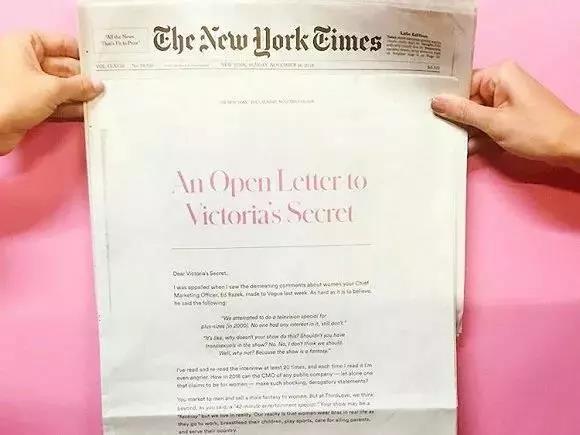 "All the News
That's Fit to Print"
The New York Times
Late Edition
VOL. CLXVIII
NEW YORK, SUNDAY, NOVEMBER 18, 2018
An Open Letter to
Victoria's Secret
Dear Victoria's Secret,
I was appalled when I saw the demeaning comments about women your Chief
Marketing Officer, Ed Razek, made to Vogue last week. As hard as it is to believe,
he said the following:
"We attempted to do a television special for
plus-sizes [in 2000]. No one had any interest in it, still don't."
"It's like, why doesn't your show do this? Shouldn't you have
transsexuals in the show? No. No, I don't think we should.
Well, why not? Because the show is a fantasy."
I've read and re-read the interview at least 20 times, and each time I read it I'm
even angrier. How in 2018 can the CMO of any public company — let alone one
that claims to be for women — make such shocking, derogatory statements?
You market to men and sell a male fantasy to women. But at ThirdLove, we think
beyond, as you said, a "42-minute entertainment special." Your show may be a
"fantasy" but we live in reality. Our reality is that women wear bras in real life as
they go to work, breastfeed their children, play sports, care for ailing parents,
and serve their country.